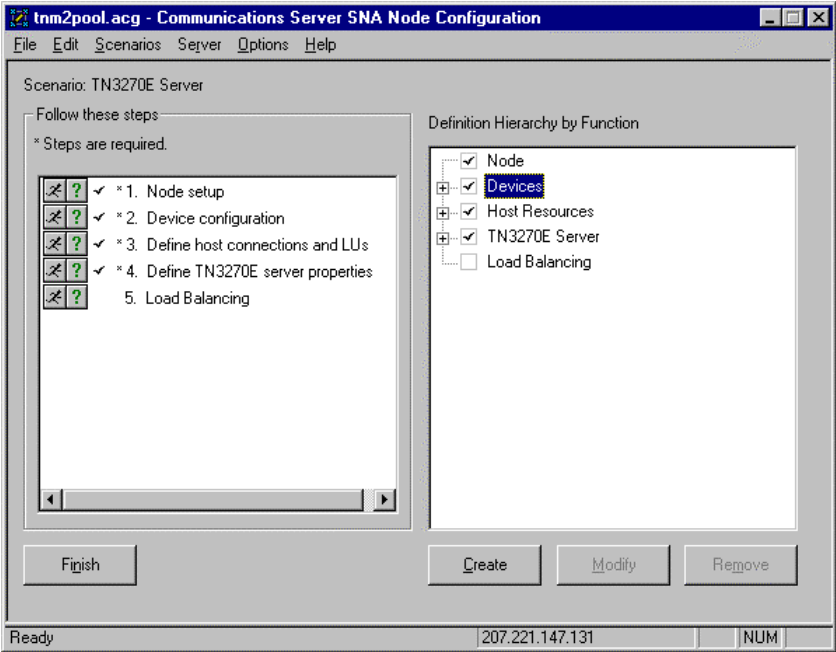 tnm2pool.acg - Communications Server SNA Node Configuration
File Edit Scenarios Server Options Help
Scenario: TN3270E Server
Follow these steps
* Steps are required.
? * 1. Node setup
? * 2. Device configuration
? * 3. Define host connections and LUs
? * 4. Define TN3270E server properties
? 5. Load Balancing
Finish
Definition Hierarchy by Function
Node
Devices
Host Resources
TN3270E Server
Load Balancing
Create Modify Remove
Ready 207.221.147.131 NUM